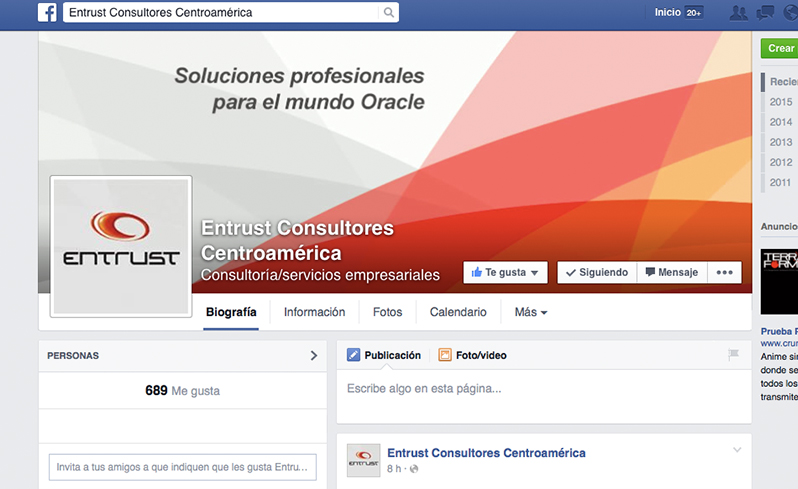 Entrust Consultores Centroamérica
Inicio 20+
Soluciones profesionales
para el mundo Oracle
Crear
Recie
2015
2014
2013
2012
2011
ENTRUST
Entrust Consultores
Centroamérica
Consultoría/servicios empresariales
Te gusta
Siguiendo
Mensaje
Biografía
Información
Fotos
Calendario
Más
Anuncio
TERR
FORM
Prueba P
www.crun
Anime sin
donde se
todos los
transmite
PERSONAS
689 Me gusta
Invita a tus amigos a que indiquen que les gusta Entru...
Publicación
Foto/video
Escribe algo en esta página...
ENTRUST
Entrust Consultores Centroamérica
8 h ·